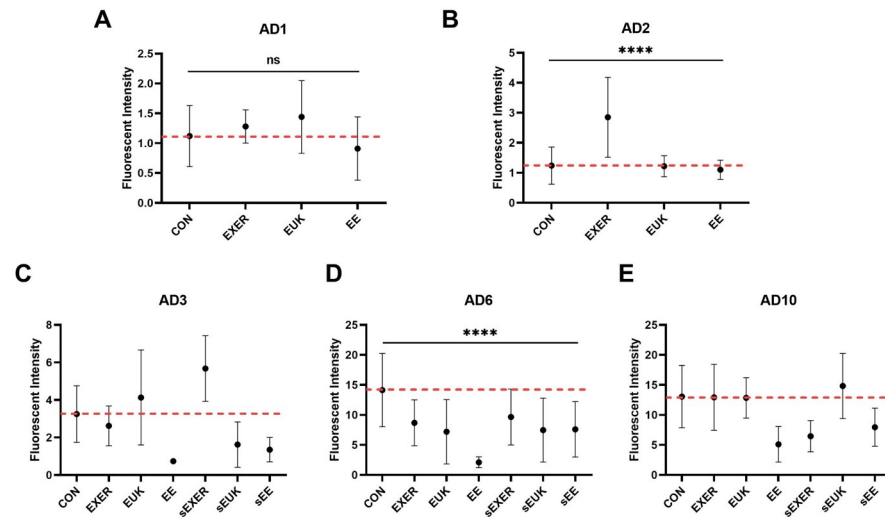 A
AD1
Fluorescent Intensity
2.5
2.0
1.5
1.0
0.5
0.0
ns
CON
EXER
EUK
EE
B
AD2
Fluorescent Intensity
5
4
3
2
1
0
****
CON
EXER
EUK
EE
C
AD3
Fluorescent Intensity
8
6
4
2
0
CON
EXER
EUK
EE
sEXER
sEUK
sEE
D
AD6
Fluorescent Intensity
25
20
15
10
5
0
****
CON
EXER
EUK
EE
sEXER
sEUK
sEE
E
AD10
Fluorescent Intensity
25
20
15
10
5
0
CON
EXER
EUK
EE
sEXER
sEUK
sEE